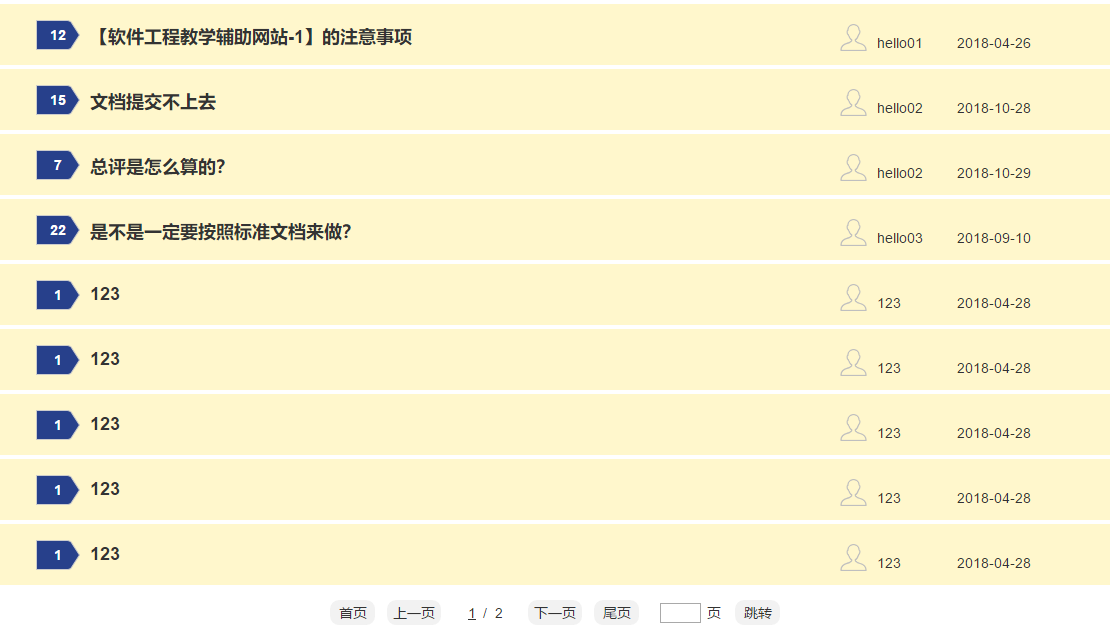 12 【软件工程教学辅助网站-1】的注意事项 hello01 2018-04-26
15 文档提交不上去 hello02 2018-10-28
7 总评是怎么算的? hello02 2018-10-29
22 是不是一定要按照标准文档来做? hello03 2018-09-10
1 123 123 2018-04-28
1 123 123 2018-04-28
1 123 123 2018-04-28
1 123 123 2018-04-28
1 123 123 2018-04-28
首页 上一页 1 / 2 下一页 尾页 页 跳转